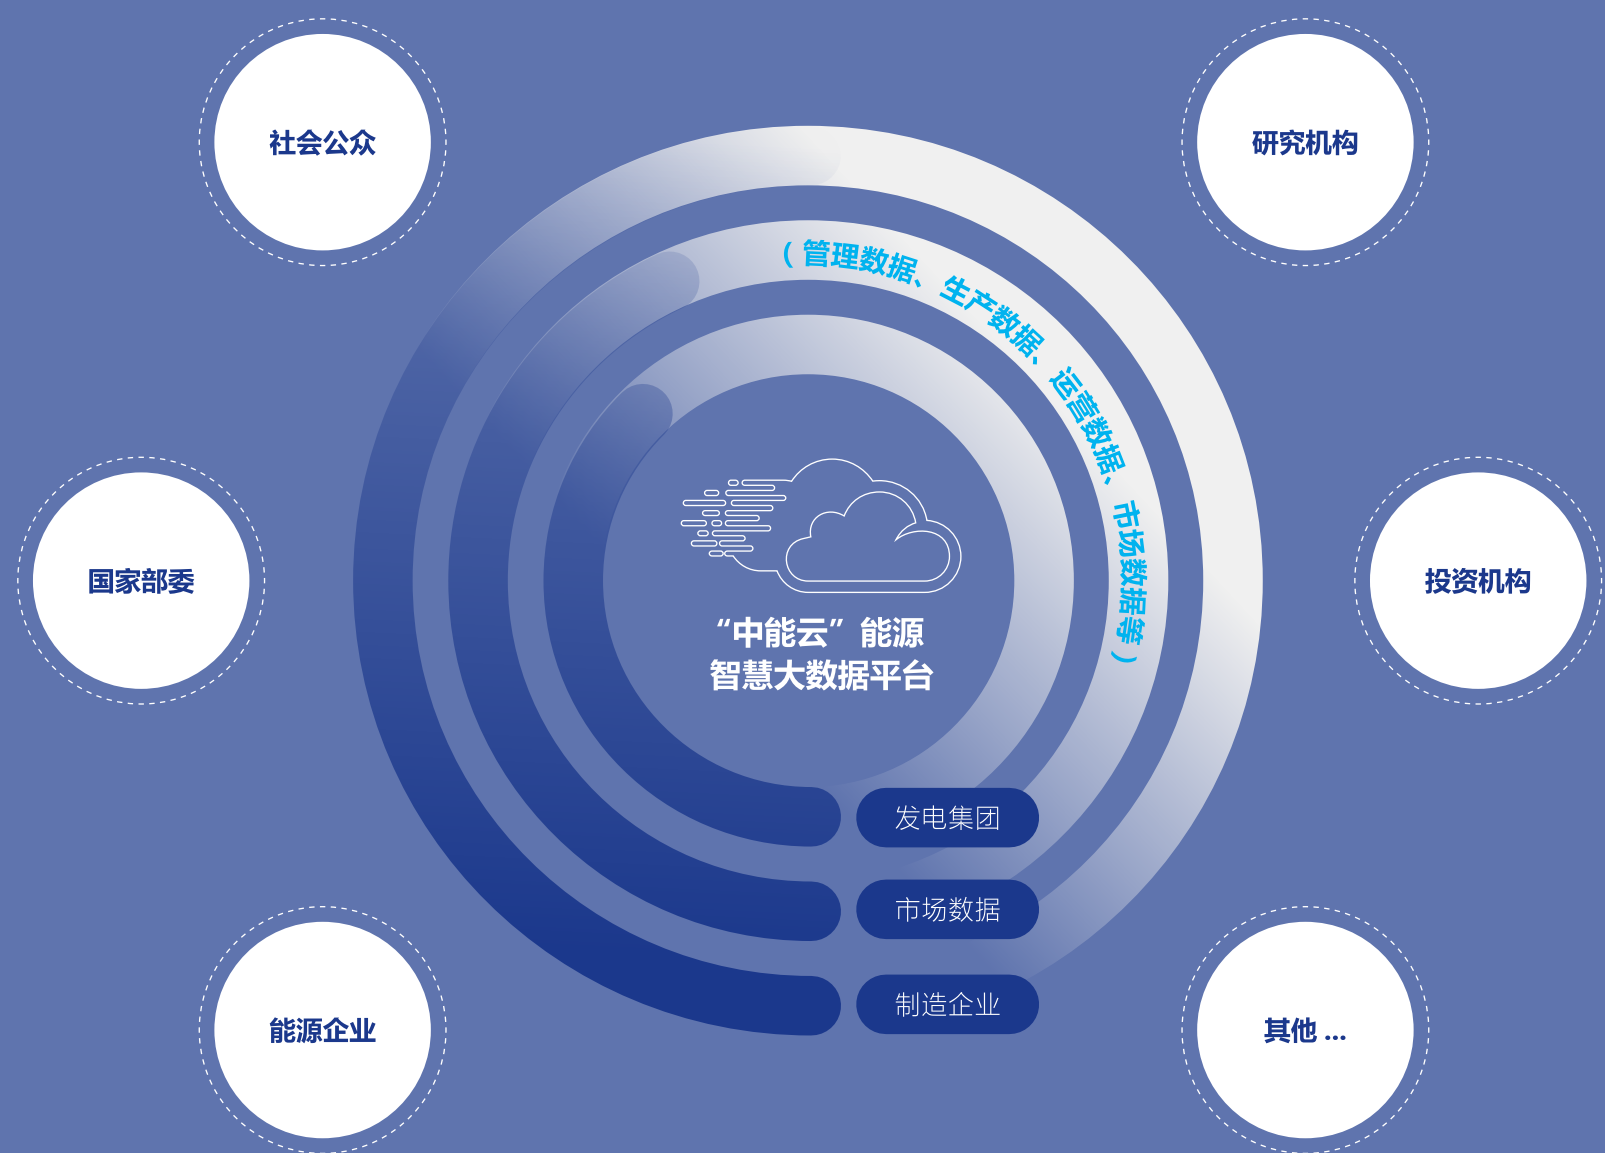 社会公众
研究机构
（管理数据、生产数据、运营数据、市场数据等）
国家部委
投资机构
“中能云”能源
智慧大数据平台
发电集团
市场数据
制造企业
能源企业
其他 ...